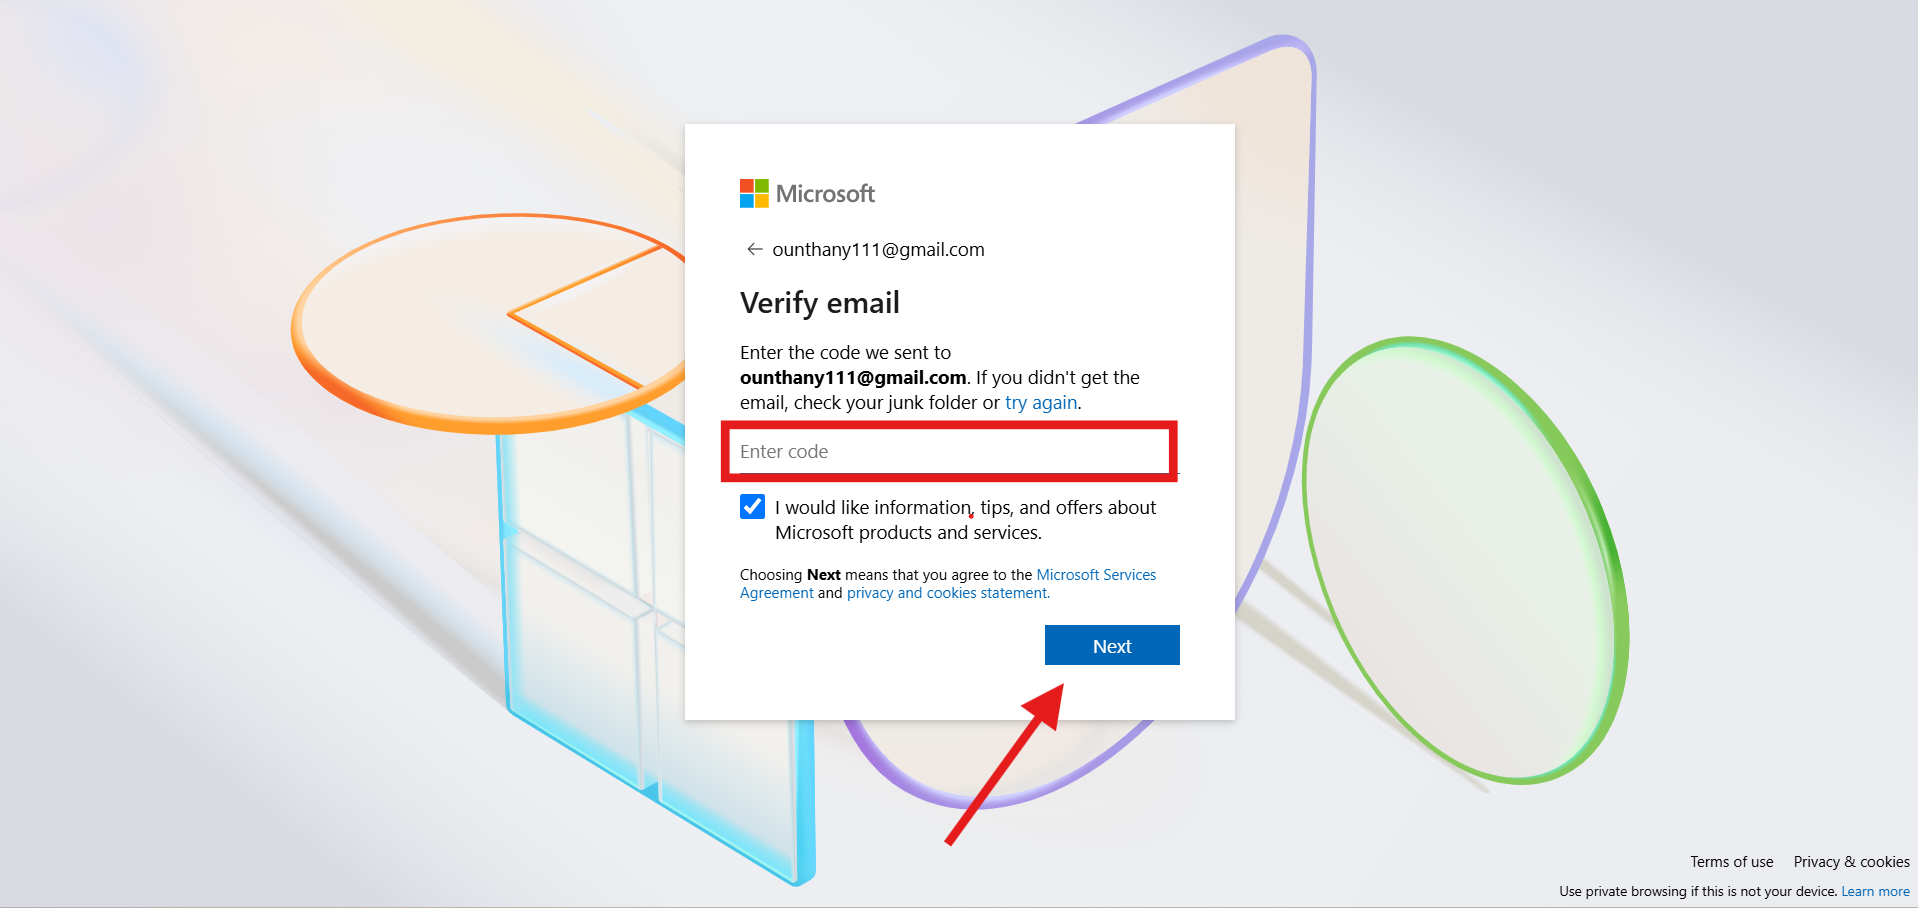 Microsoft
← ounthany111@gmail.com
Verify email
Enter the code we sent to
ounthany111@gmail.com. If you didn't get the
email, check your junk folder or try again.
Enter code
I would like information, tips, and offers about
Microsoft products and services.
Choosing Next means that you agree to the Microsoft Services
Agreement and privacy and cookies statement.
Next
Terms of use Privacy & cookies
Use private browsing if this is not your device. Learn more